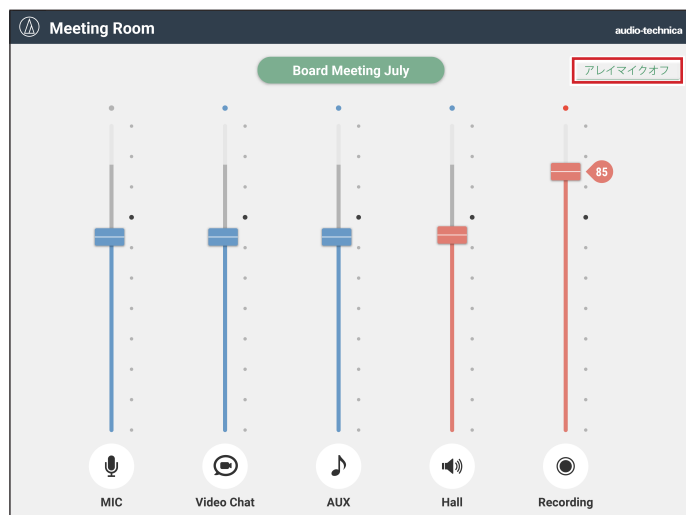 Meeting Room
audio-technica
Board Meeting July
アレイマイクオフ
85
MIC
Video Chat
AUX
Hall
Recording